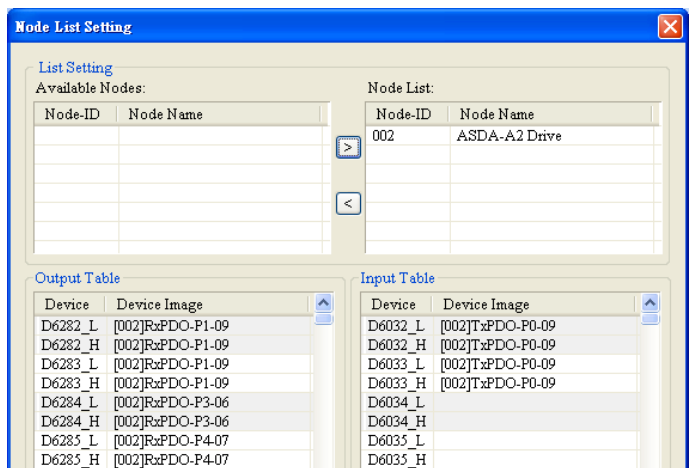 Node List Setting
List Setting
Available Nodes:
Node-ID Node Name
>
<
Node List:
Node-ID Node Name
002 ASDA-A2 Drive
Output Table
Device Device Image
D6282_L [002]RxPDO-P1-09
D6282_H [002]RxPDO-P1-09
D6283_L [002]RxPDO-P1-09
D6283_H [002]RxPDO-P1-09
D6284_L [002]RxPDO-P3-06
D6284_H [002]RxPDO-P3-06
D6285_L [002]RxPDO-P4-07
D6285_H [002]RxPDO-P4-07
Input Table
Device Device Image
D6032_L [002]TxPDO-P0-09
D6032_H [002]TxPDO-P0-09
D6033_L [002]TxPDO-P0-09
D6033_H [002]TxPDO-P0-09
D6034_L
D6034_H
D6035_L
D6035_H